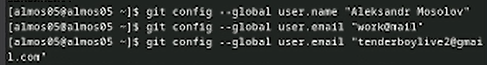 [almos05@almos05 ~]$ git config --global user.name "Aleksandr Mosolov"
[almos05@almos05 ~]$ git config --global user.email "work@mail"
[almos05@almos05 ~]$ git config --global user.email "tenderboylive2@gmai
l.com"